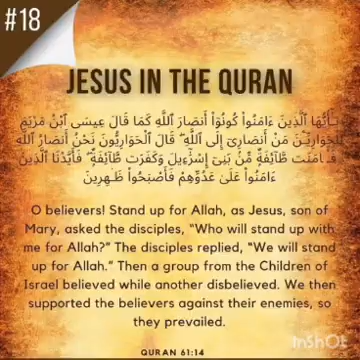 #18
JESUS IN THE QURAN
يَـٰٓأَيُّهَا ٱلَّذِينَ ءَامَنُوا۟ كُونُوٓا۟ أَنصَارَ ٱللَّهِ كَمَا قَالَ عِيسَى ٱبْنُ مَرْيَمَ
لِلْحَوَارِيِّـۧنَ مَنْ أَنصَارِىٓ إِلَى ٱللَّهِ ۖ قَالَ ٱلْحَوَارِيُّونَ نَحْنُ أَنصَارُ ٱللَّهِ
ۖ فَـَٔامَنَت طَّآئِفَةٌ مِّنۢ بَنِىٓ إِسْرَٰٓءِيلَ وَكَفَرَت طَّآئِفَةٌ ۖ فَأَيَّدْنَا ٱلَّذِينَ
ءَامَنُوا۟ عَلَىٰ عَدُوِّهِمْ فَأَصْبَحُوا۟ ظَـٰهِرِينَ
O believers! Stand up for Allah, as Jesus, son of
Mary, asked the disciples, “Who will stand up with
me for Allah?” The disciples replied, “We will stand
up for Allah.” Then a group from the Children of
Israel believed while another disbelieved. We then
supported the believers against their enemies, so
they prevailed.
QURAN 61:14
InShOt